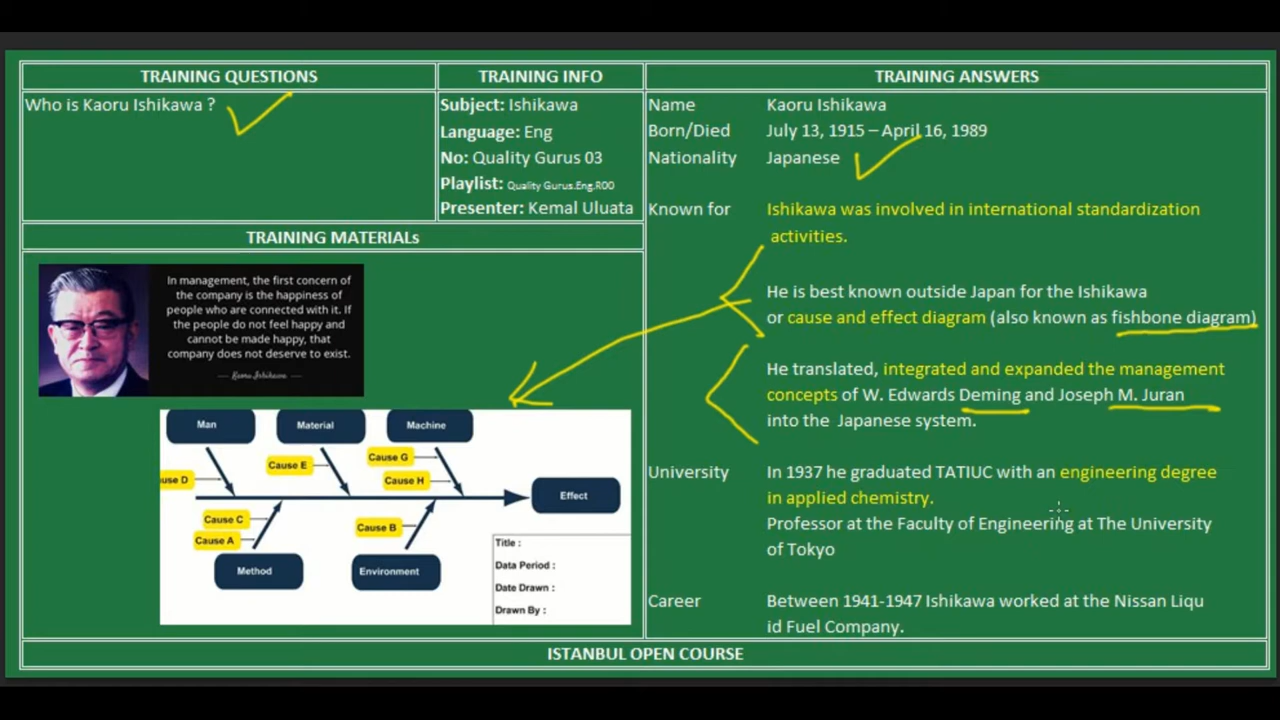 TRAINING QUESTIONS
Who is Kaoru Ishikawa ?
TRAINING INFO
Subject: Ishikawa
Language: Eng
No: Quality Gurus 03
Playlist: Quality Gurus.Eng.R00
Presenter: Kemal Uluata
TRAINING MATERIALs
In management, the first concern of
the company is the happiness of
people who are connected with it. If
the people do not feel happy and
cannot be made happy, that
company does not deserve to exist.
Kaoru Ishikawa
Man
Material
Machine
Cause G
Cause E
use D
Cause H
Effect
Cause C
Cause B
Cause A
Method
Environment
Title :
Data Period :
Date Drawn :
Drawn By :
TRAINING ANSWERS
Name Kaoru Ishikawa
Born/Died July 13, 1915 – April 16, 1989
Nationality Japanese
Known for Ishikawa was involved in international standardization
activities.
He is best known outside Japan for the Ishikawa
or cause and effect diagram (also known as fishbone diagram)
He translated, integrated and expanded the management
concepts of W. Edwards Deming and Joseph M. Juran
into the Japanese system.
University In 1937 he graduated TATIUC with an engineering degree
in applied chemistry.
Professor at the Faculty of Engineering at The University
of Tokyo
Career Between 1941-1947 Ishikawa worked at the Nissan Liqu
id Fuel Company.
ISTANBUL OPEN COURSE